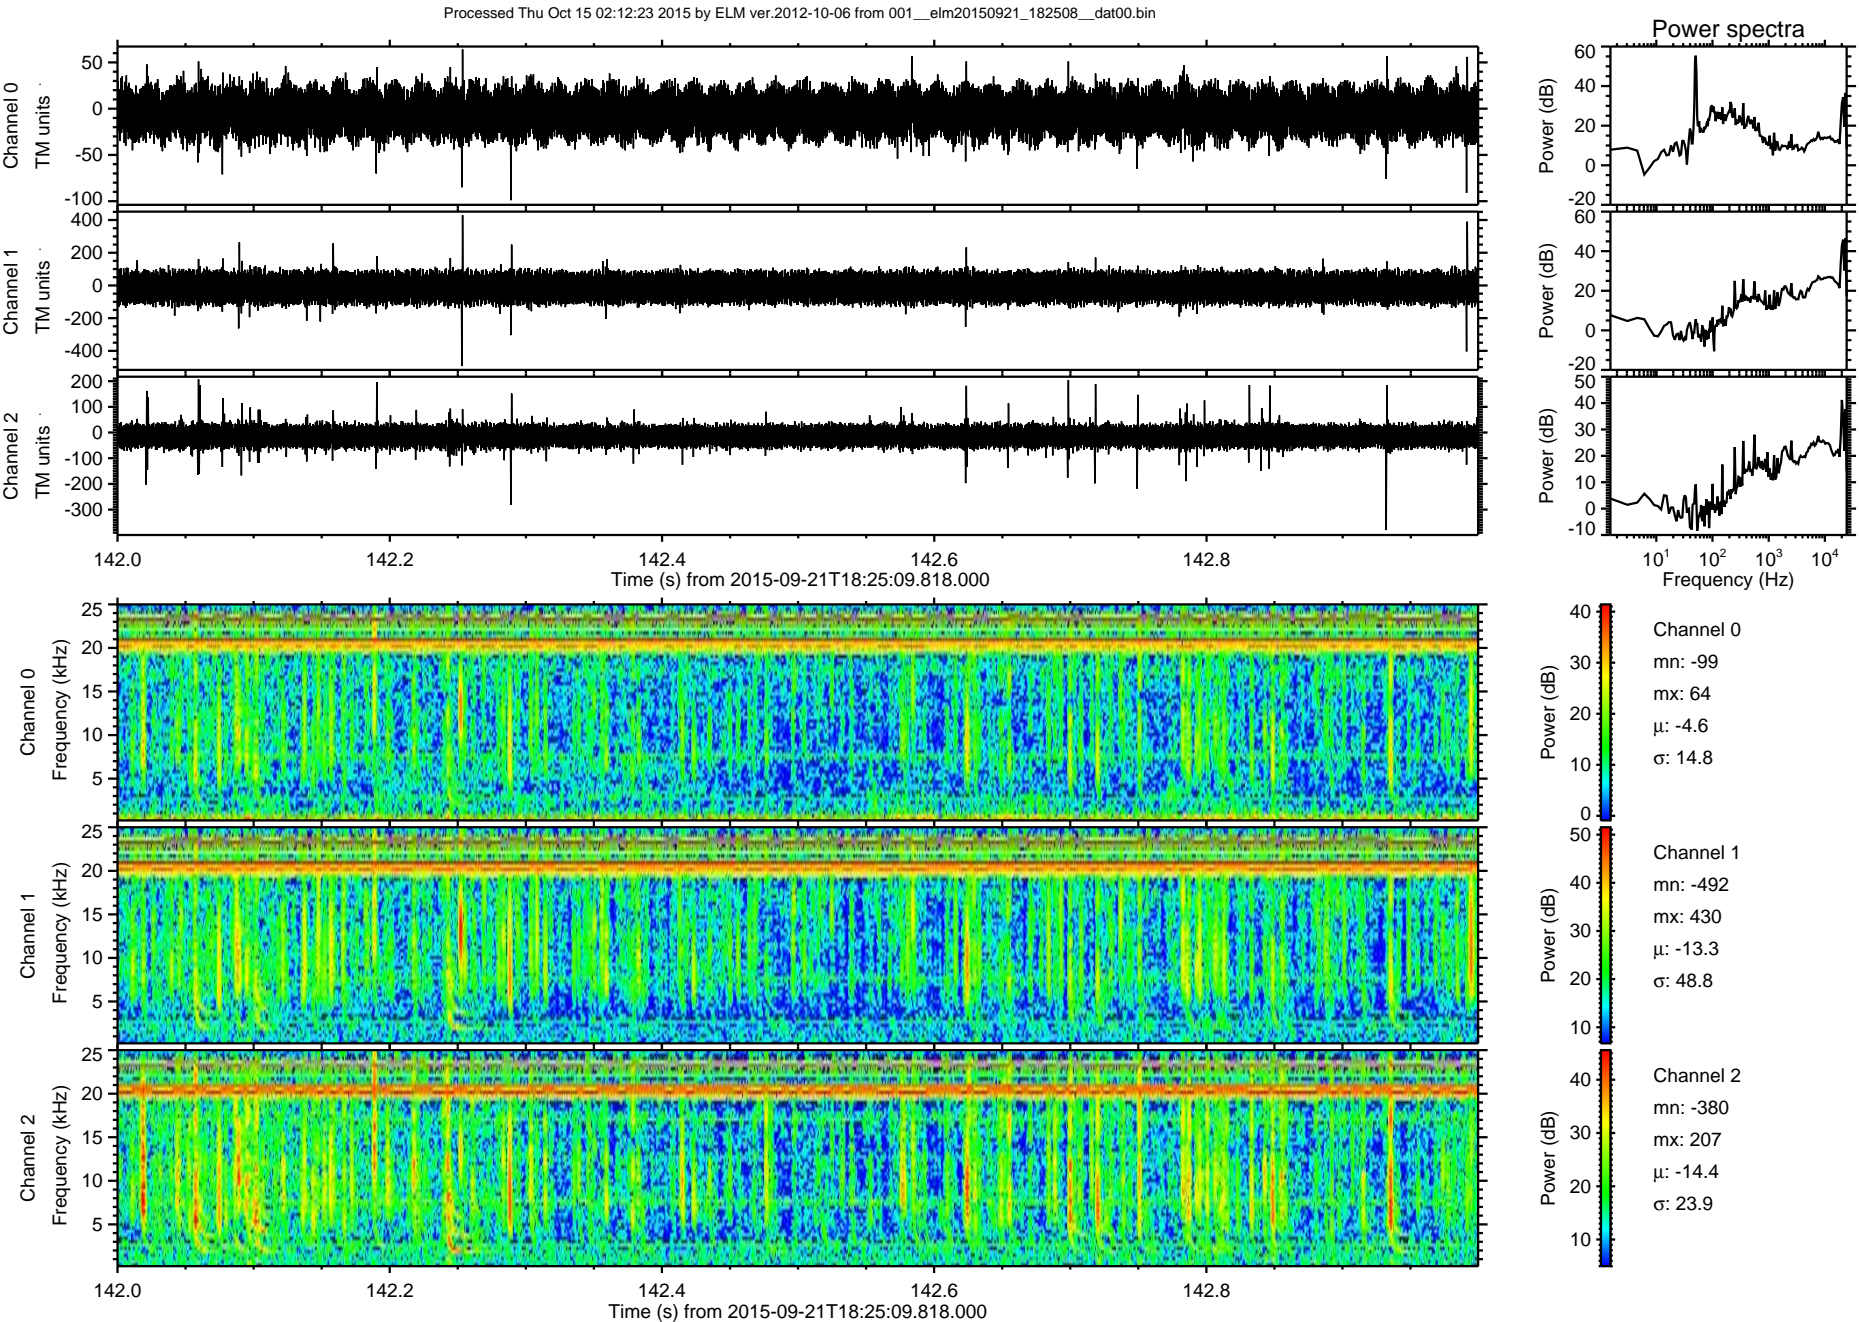 Processed Thu Oct 15 02:12:23 2015 by ELM ver.2012-10-06 from 001__elm20150921_182508__dat00.bin
Power spectra
Channel 0
TM units
50
0
-50
-100
Power (dB)
60
40
20
0
-20
Channel 1
TM units
400
200
0
-200
-400
Power (dB)
60
40
20
0
-20
Channel 2
TM units
200
100
0
-100
-200
-300
Power (dB)
50
40
30
20
10
0
-10
142.0 142.2 142.4 142.6 142.8
Time (s) from 2015-09-21T18:25:09.818.000
10¹ 10² 10³ 10⁴
Frequency (Hz)
Channel 0
Frequency (kHz)
25
20
15
10
5
Power (dB)
40
30
20
10
0
Channel 0
mn: -99
mx: 64
μ: -4.6
σ: 14.8
Channel 1
Frequency (kHz)
25
20
15
10
5
Power (dB)
50
40
30
20
10
Channel 1
mn: -492
mx: 430
μ: -13.3
σ: 48.8
Channel 2
Frequency (kHz)
25
20
15
10
5
Power (dB)
40
30
20
10
Channel 2
mn: -380
mx: 207
μ: -14.4
σ: 23.9
142.0 142.2 142.4 142.6 142.8
Time (s) from 2015-09-21T18:25:09.818.000